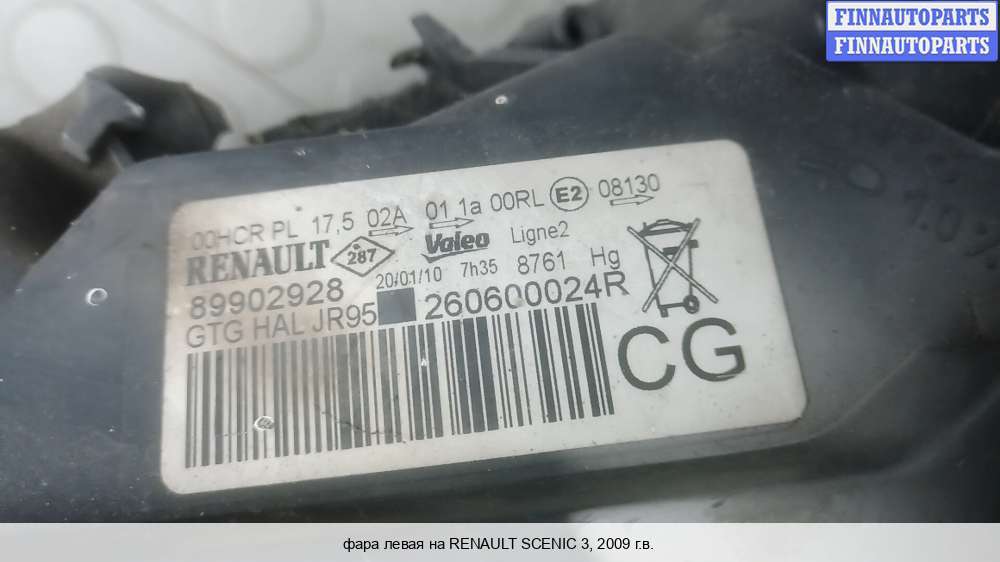 FINNAUTOPARTS
FINNAUTOPARTS
00HCR PL 17,5 02A 01 1a 00RL E2 08130
RENAULT 287 Valeo Ligne2
20/01/10 7h35 8761 Hg
89902928 260600024R
GTG HAL JR95
CG
фара левая на RENAULT SCENIC 3, 2009 г.в.